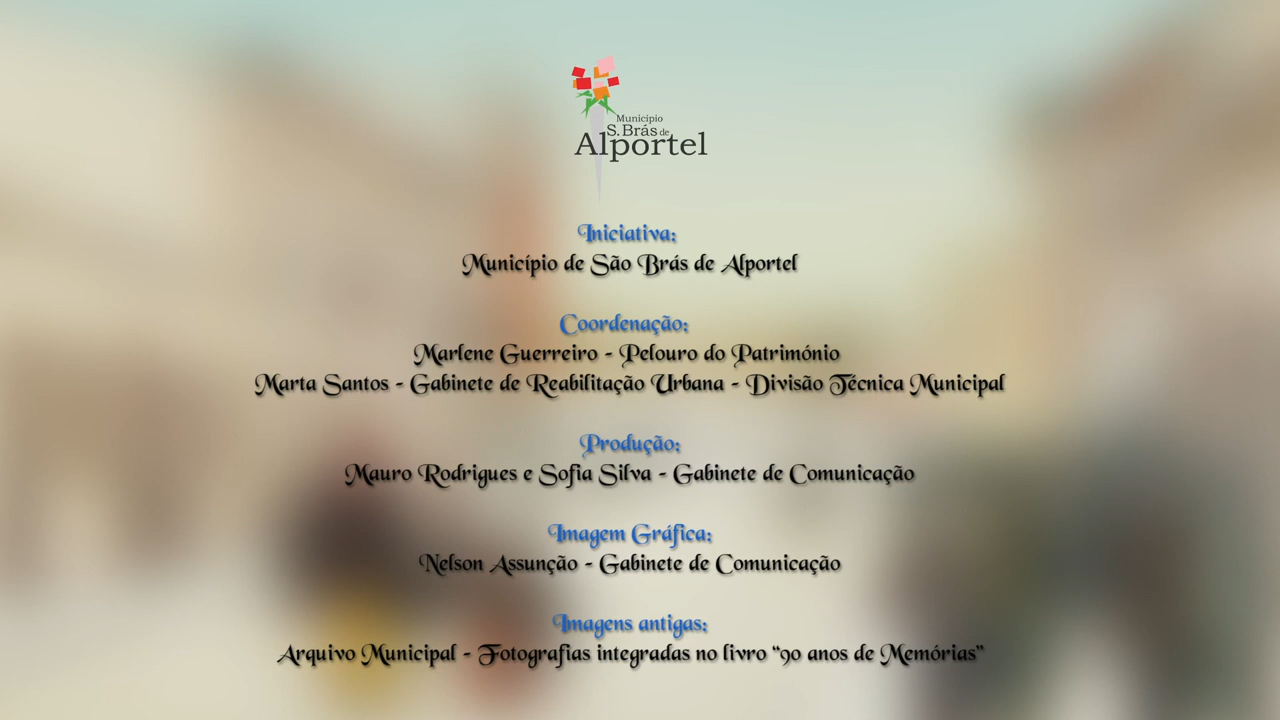 Município
S. Brás de
Alportel
Iniciativa:
Município de São Brás de Alportel
Coordenação:
Marlene Guerreiro - Pelouro do Património
Marta Santos - Gabinete de Reabilitação Urbana - Divisão Técnica Municipal
Produção:
Mauro Rodrigues e Sofia Silva - Gabinete de Comunicação
Imagem Gráfica:
Nelson Assunção - Gabinete de Comunicação
Imagens antigas:
Arquivo Municipal - Fotografias integradas no livro “90 anos de Memórias”